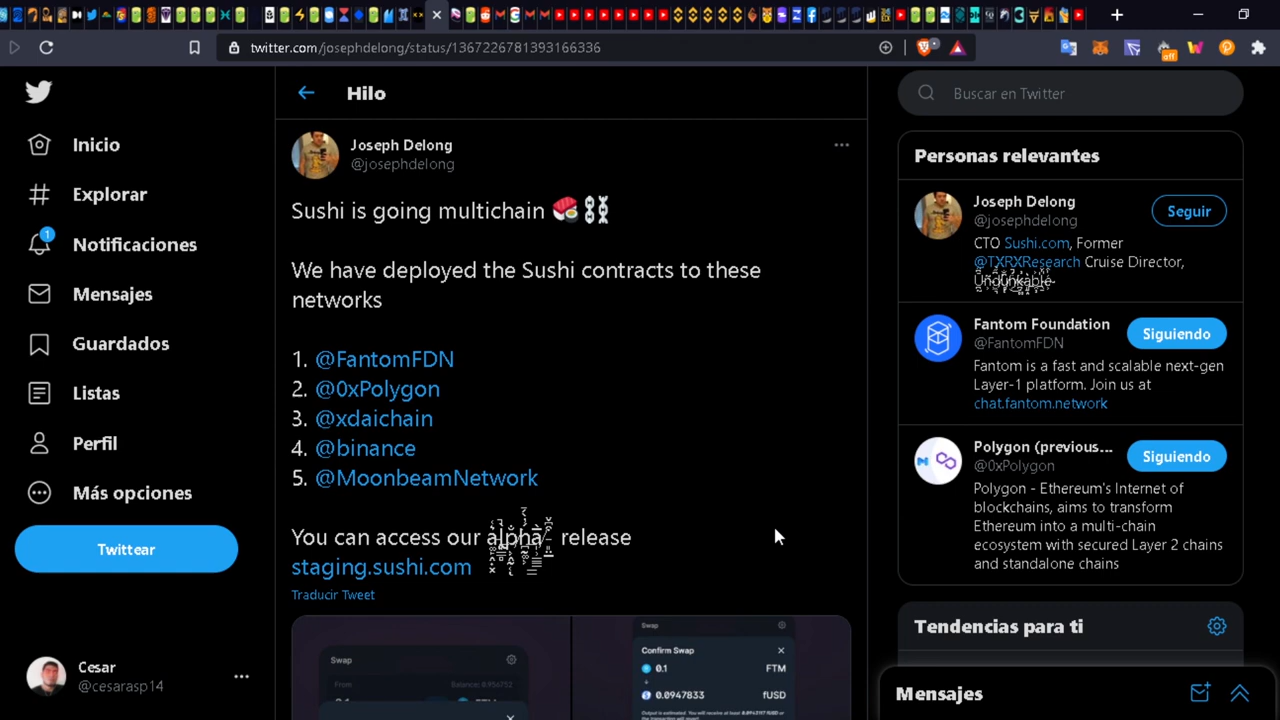 twitter.com/josephdelong/status/1367226781393166336
off
Inicio
Explorar
1
Notificaciones
Mensajes
Guardados
Listas
Perfil
Más opciones
Twittear
Cesar
@cesarasp14
Hilo
Joseph Delong
@josephdelong
Sushi is going multichain 🍣⛓
We have deployed the Sushi contracts to these
networks
1. @FantomFDN
2. @0xPolygon
3. @xdaichain
4. @binance
5. @MoonbeamNetwork
You can access our alpha release
staging.sushi.com
Traducir Tweet
Swap
From
Balance: 0.956752
Swap
Confirm Swap
0.1
FTM
0.0947833
fUSD
Buscar en Twitter
Personas relevantes
Joseph Delong
@josephdelong
Seguir
CTO Sushi.com, Former
@TXRXResearch Cruise Director,
Undunkable
Fantom Foundation
@FantomFDN
Siguiendo
Fantom is a fast and scalable next-gen
Layer-1 platform. Join us at
chat.fantom.network
Polygon (previous...
@0xPolygon
Siguiendo
Polygon - Ethereum's Internet of
blockchains, aims to transform
Ethereum into a multi-chain
ecosystem with secured Layer 2 chains
and standalone chains
Tendencias para ti
Mensajes